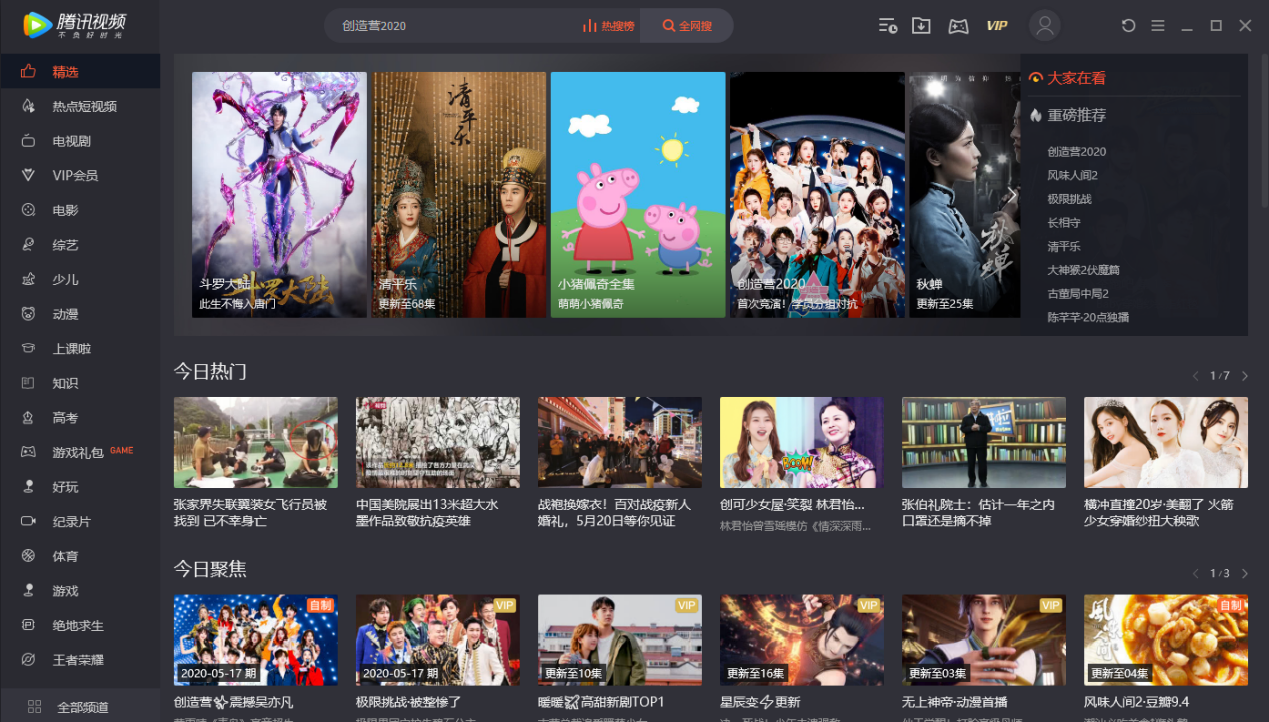 腾讯视频
不负好时光
创造营2020
热搜榜
全网搜
VIP
精选
热点短视频
电视剧
VIP会员
电影
综艺
少儿
动漫
上课啦
知识
高考
游戏礼包 GAME
好玩
纪录片
体育
游戏
绝地求生
王者荣耀
全部频道
斗罗大陆
斗罗大陆
此生不悔入唐门
清平乐
清平乐
更新至68集
小猪佩奇全集
萌萌小猪佩奇
创造营2020
首次竞演！学员分组对抗
秋蝉
秋蝉
更新至25集
大家在看
重磅推荐
创造营2020
风味人间2
极限挑战
长相守
清平乐
大神猴2伏魔篇
古董局中局2
陈芊芊·20点独播
今日热门
1/7
张家界失联翼装女飞行员被
找到 已不幸身亡
中国美院展出13米超大水
墨作品致敬抗疫英雄
战袍换嫁衣！百对战疫新人
婚礼，5月20日等你见证
创可少女屋·笑裂 林君怡...
林君怡曾雪瑶模仿《情深深雨...
张伯礼院士：估计一年之内
口罩还是摘不掉
横冲直撞20岁·美翻了 火箭
少女穿婚纱扭大秧歌
今日聚焦
1/3
自制
2020-05-17 期
创造营 震撼吴亦凡
VIP
2020-05-17 期
极限挑战·被整惨了
VIP
更新至10集
暖暖 高甜新剧TOP1
VIP
更新至16集
星辰变 更新
VIP
更新至03集
无上神帝·动漫首播
自制
更新至04集
风味人间2·豆瓣9.4